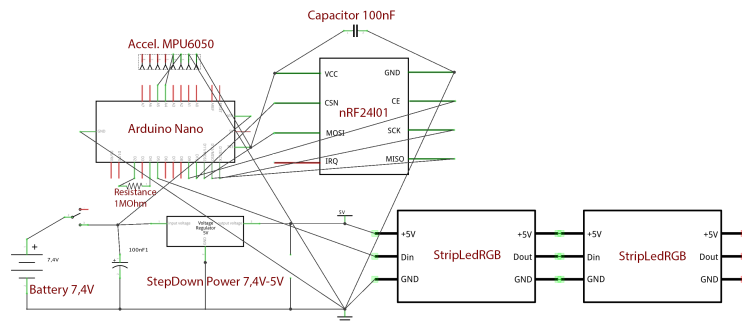 Capacitor 100nF
Accel. MPU6050
VCC
GND
CSN
CE
nRF24l01
Arduino Nano
MOSI
SCK
IRQ
MISO
Resistance
1MOhm
5V
Voltage
Regulator
5V
+5V
+5V
+5V
+5V
StripLedRGB
StripLedRGB
Din
Dout
Din
Dout
GND
GND
GND
GND
7,4V
100nF1
StepDown Power 7,4V-5V
Battery 7,4V